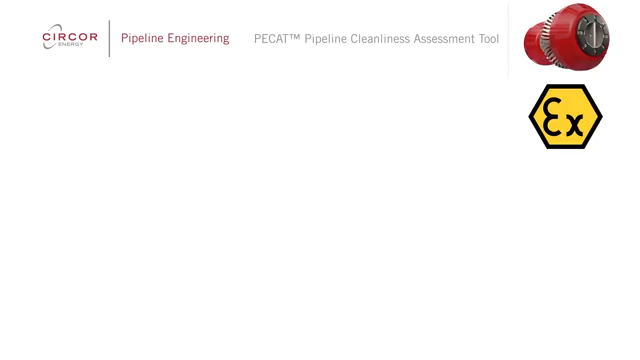 CIRCOR
ENERGY
Pipeline Engineering
PECAT™ Pipeline Cleanliness Assessment Tool
Ex